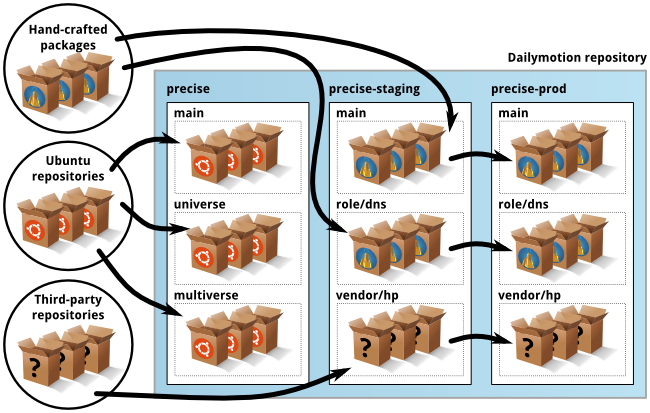 Hand-crafted
packages
Dailymotion repository
precise
precise-staging
precise-prod
main
main
main
Ubuntu
repositories
universe
role/dns
role/dns
multiverse
vendor/hp
vendor/hp
Third-party
repositories
?
?
?
?
?
?
?
?
?